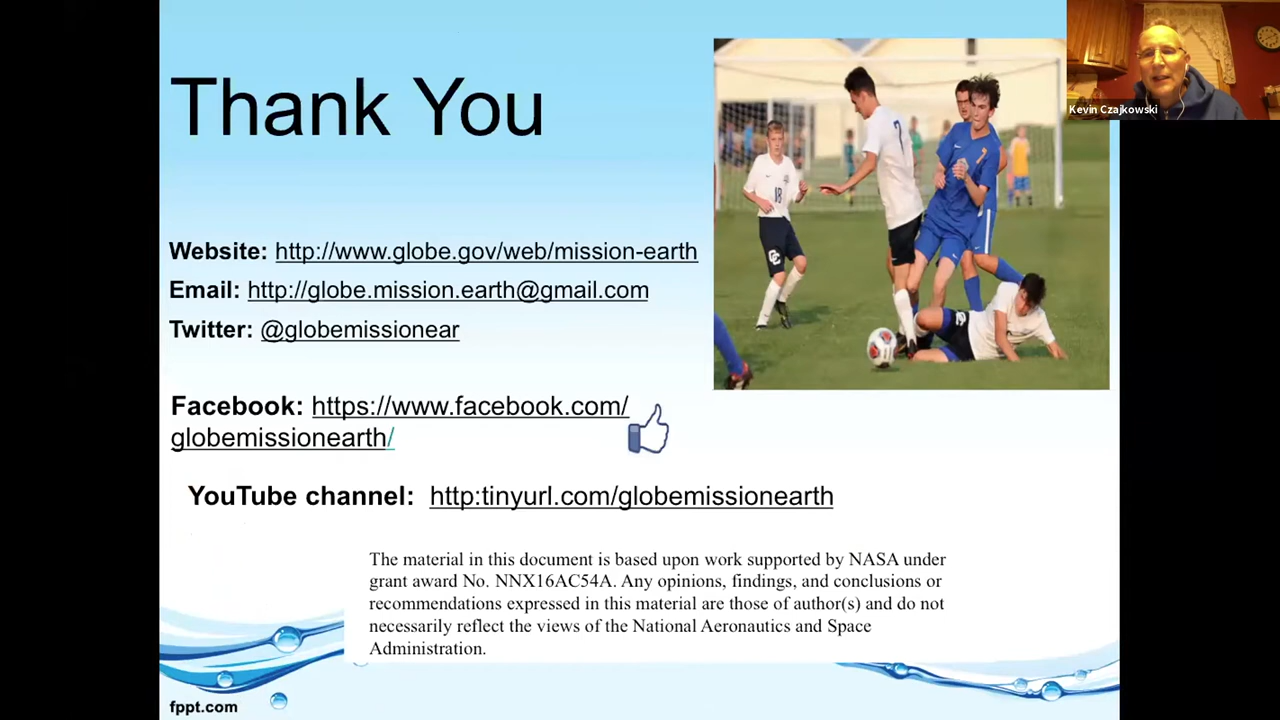 Thank You
Kevin Czajkowski
Website: http://www.globe.gov/web/mission-earth
Email: http://globe.mission.earth@gmail.com
Twitter: @globemissionear
Facebook: https://www.facebook.com/
globemissionearth/
YouTube channel: http:tinyurl.com/globemissionearth
The material in this document is based upon work supported by NASA under
grant award No. NNX16AC54A. Any opinions, findings, and conclusions or
recommendations expressed in this material are those of author(s) and do not
necessarily reflect the views of the National Aeronautics and Space
Administration.
fppt.com
18
7